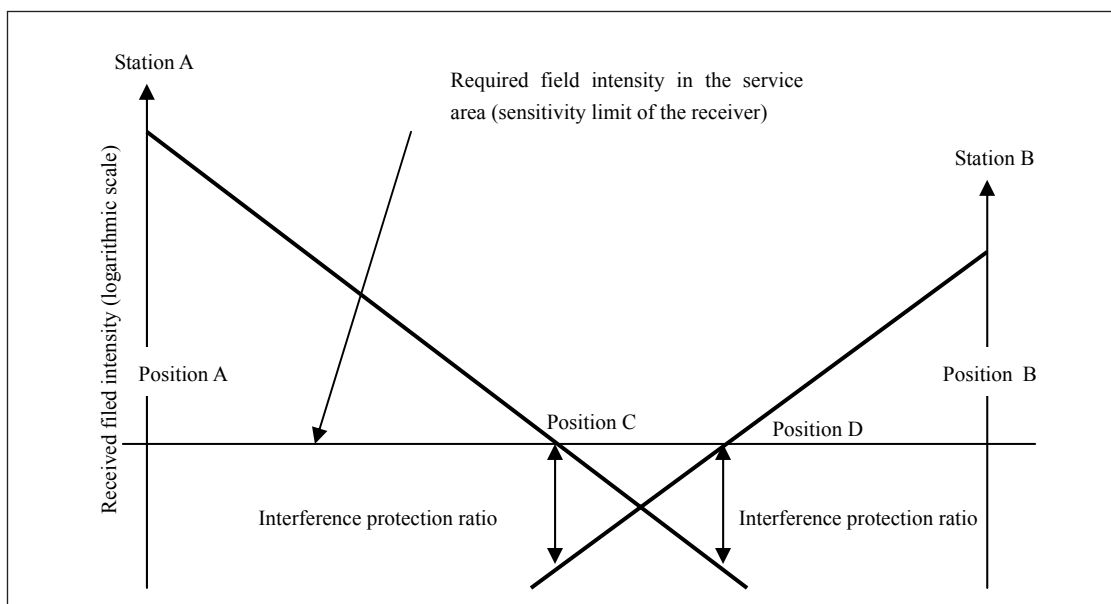 Station A
Required field intensity in the service
area (sensitivity limit of the receiver)
Station B
Received filed intensity (logarithmic scale)
Position A
Position B
Position C
Position D
Interference protection ratio
Interference protection ratio